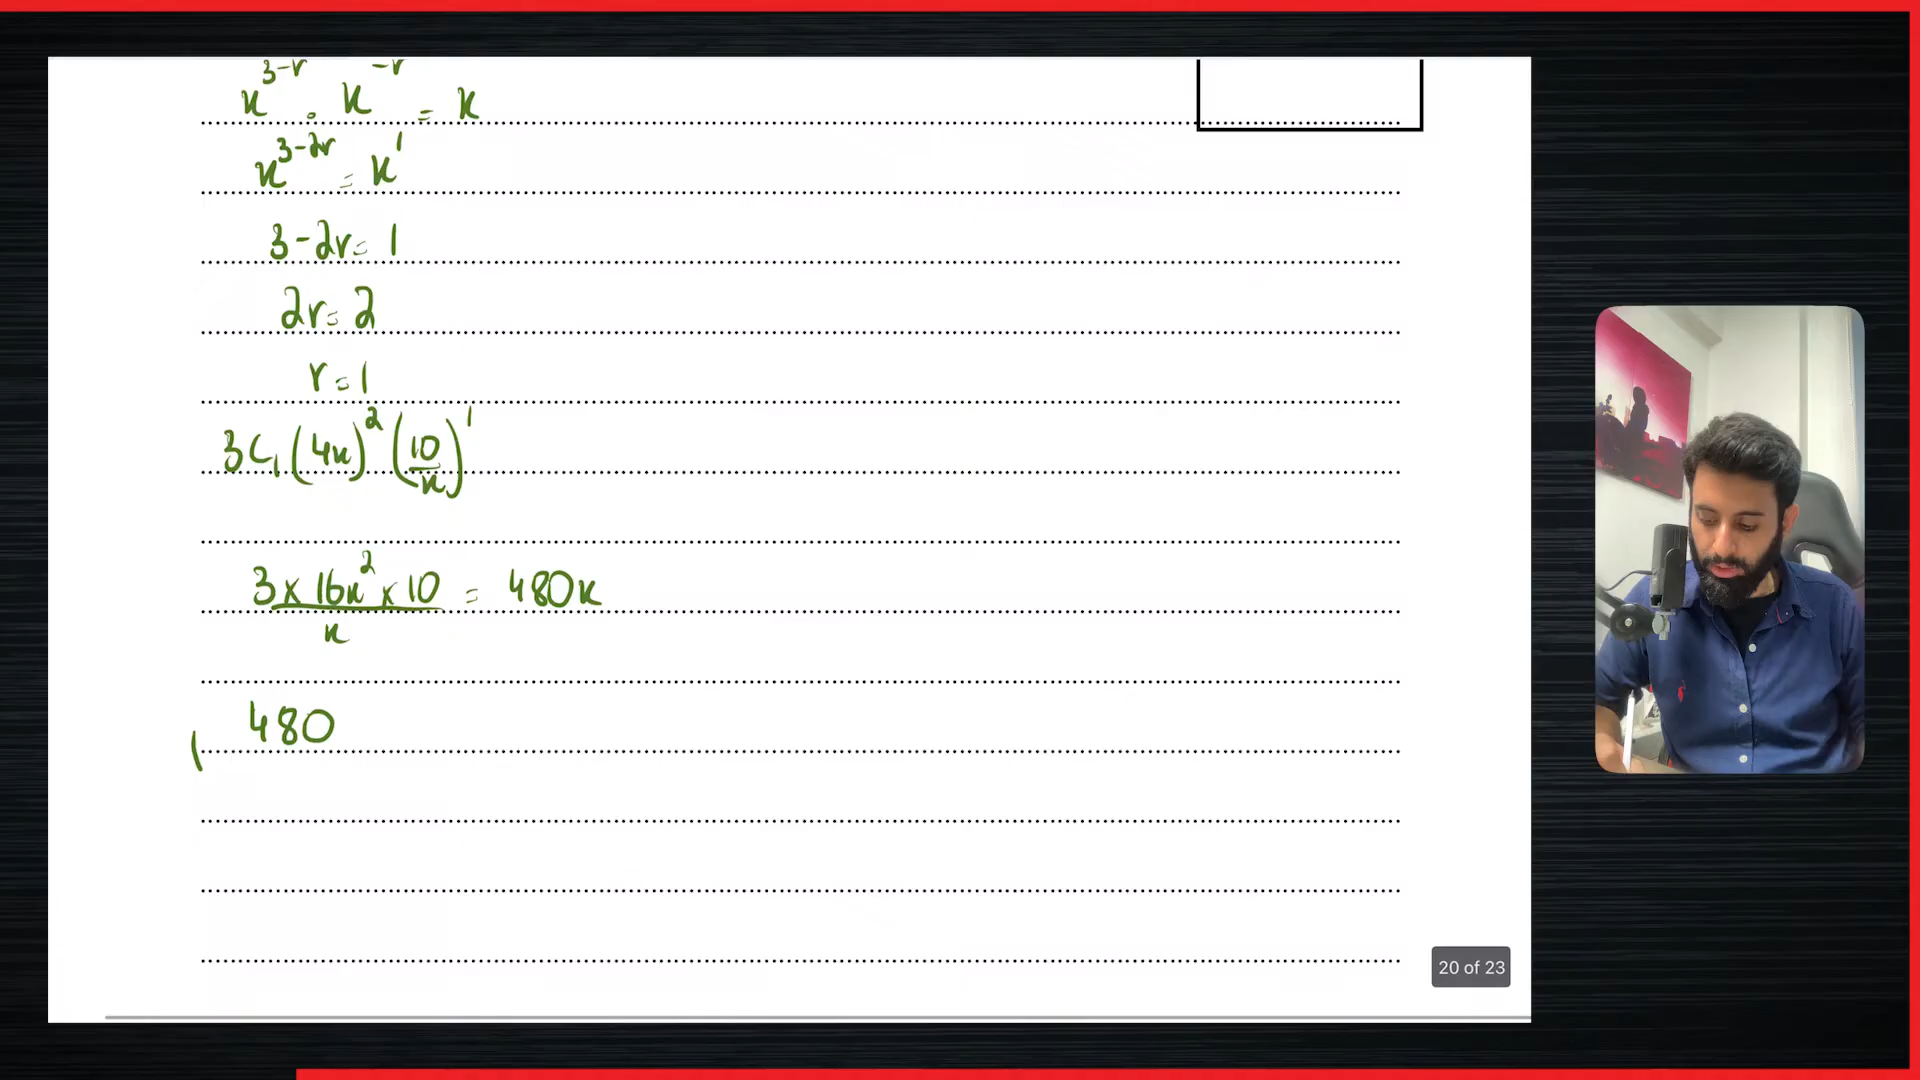 x^{3-r} . x^{-r} = x
x^{3-2r} = x^1
3-2r = 1
2r = 2
r = 1
3C_1 (4x)^2 (10/x)^1
(3 × 16x^2 × 10)/x = 480x
480
20 of 23